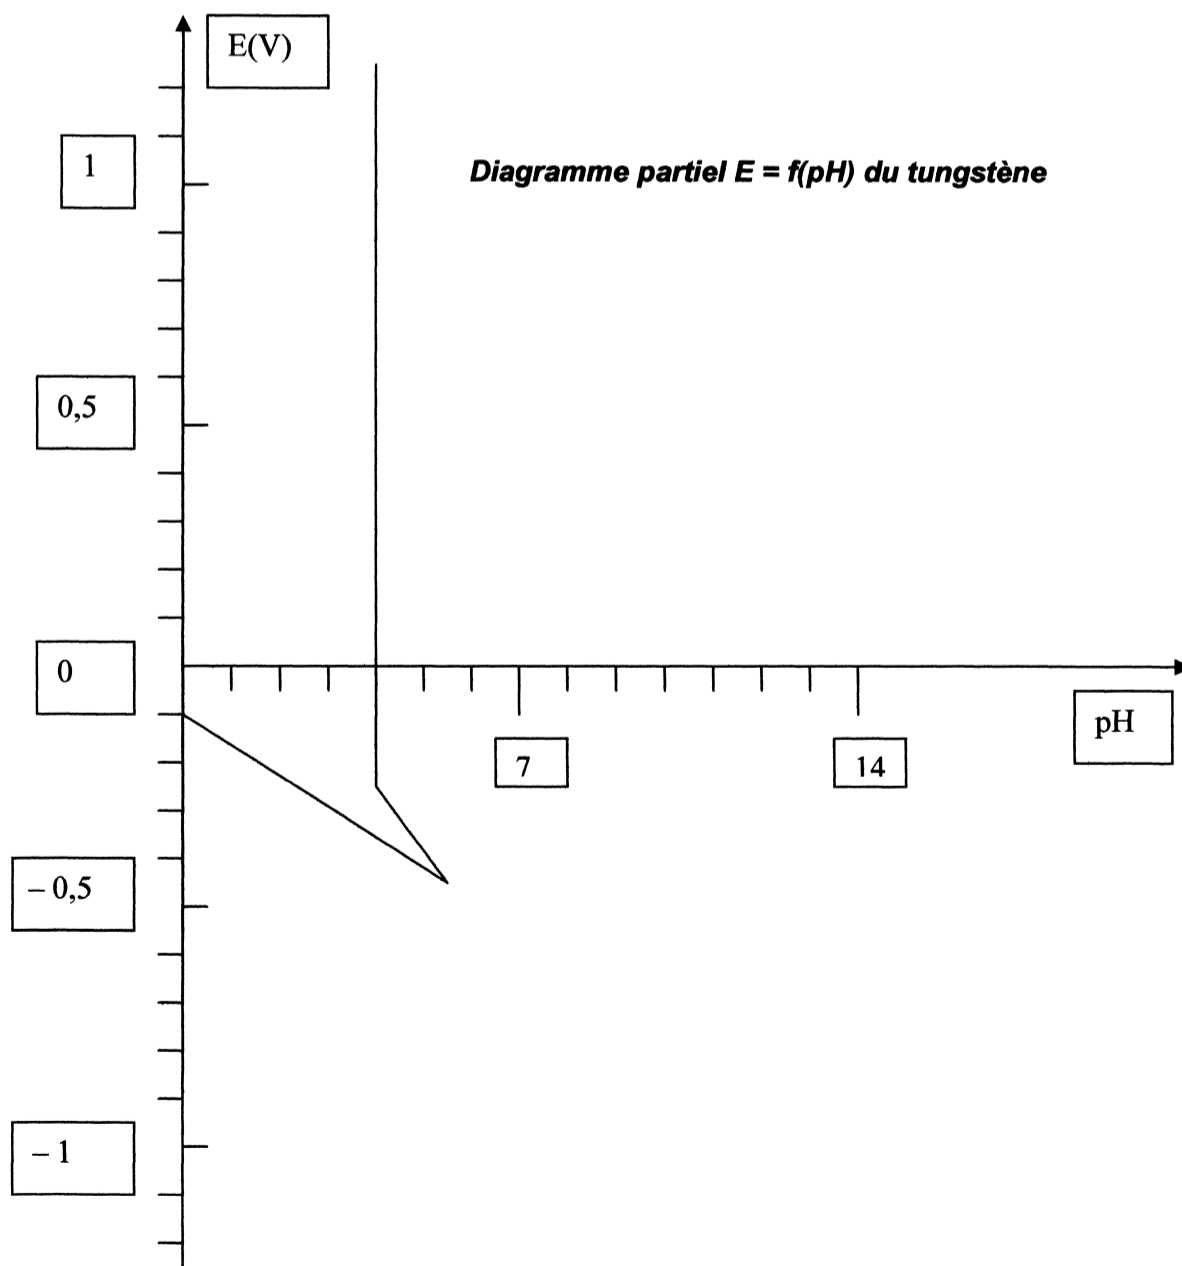 E(V)
1
Diagramme partiel E = f(pH) du tungstène
0,5
0
pH
7
14
– 0,5
– 1